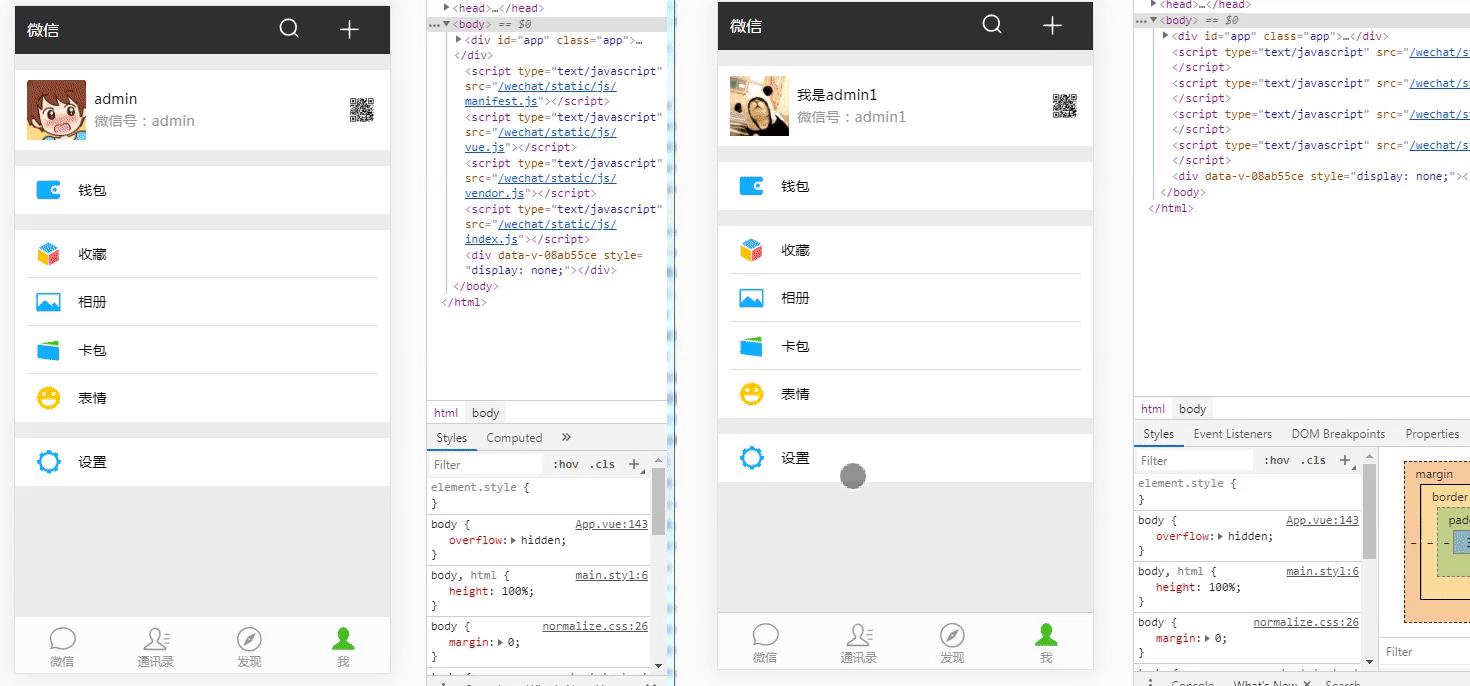 微信
admin
微信号：admin
钱包
收藏
相册
卡包
表情
设置
微信
通讯录
发现
我
<head>…</head>
<body> == $0
<div id="app" class="app">…
</div>
<script type="text/javascript"
src="/wechat/static/js/
manifest.js"></script>
<script type="text/javascript"
src="/wechat/static/js/
vue.js"></script>
<script type="text/javascript"
src="/wechat/static/js/
vendor.js"></script>
<script type="text/javascript"
src="/wechat/static/js/
index.js"></script>
<div data-v-08ab55ce style=
"display: none;"></div>
</body>
</html>
html body
Styles Computed »
Filter :hov .cls +
element.style {
}
body { App.vue:143
overflow: hidden;
}
body, html { main.styl:6
height: 100%;
}
body { normalize.css:26
margin: 0;
}
微信
我是admin1
微信号：admin1
钱包
收藏
相册
卡包
表情
设置
微信
通讯录
发现
我
<head>…</head>
<body> == $0
<div id="app" class="app">…</div>
<script type="text/javascript" src="/wechat/st
</script>
<script type="text/javascript" src="/wechat/st
</script>
<script type="text/javascript" src="/wechat/st
</script>
<script type="text/javascript" src="/wechat/st
</script>
<div data-v-08ab55ce style="display: none;"><
</body>
</html>
html body
Styles Event Listeners DOM Breakpoints Properties
Filter :hov .cls +
element.style {
}
body { App.vue:143
overflow: hidden;
}
body, html { main.styl:6
height: 100%;
}
body { normalize.css:26
margin: 0;
}
margin
border
padd
Filter
Console What's New × Search